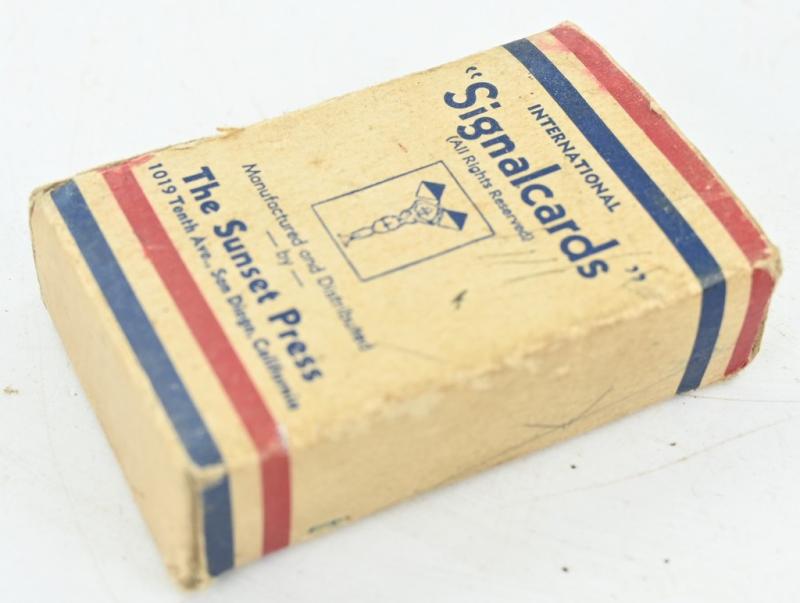 INTERNATIONAL
"Signalcards"
(All Rights Reserved)
Manufactured and Distributed
— by —
The Sunset Press
1019 Tenth Ave., San Diego, California